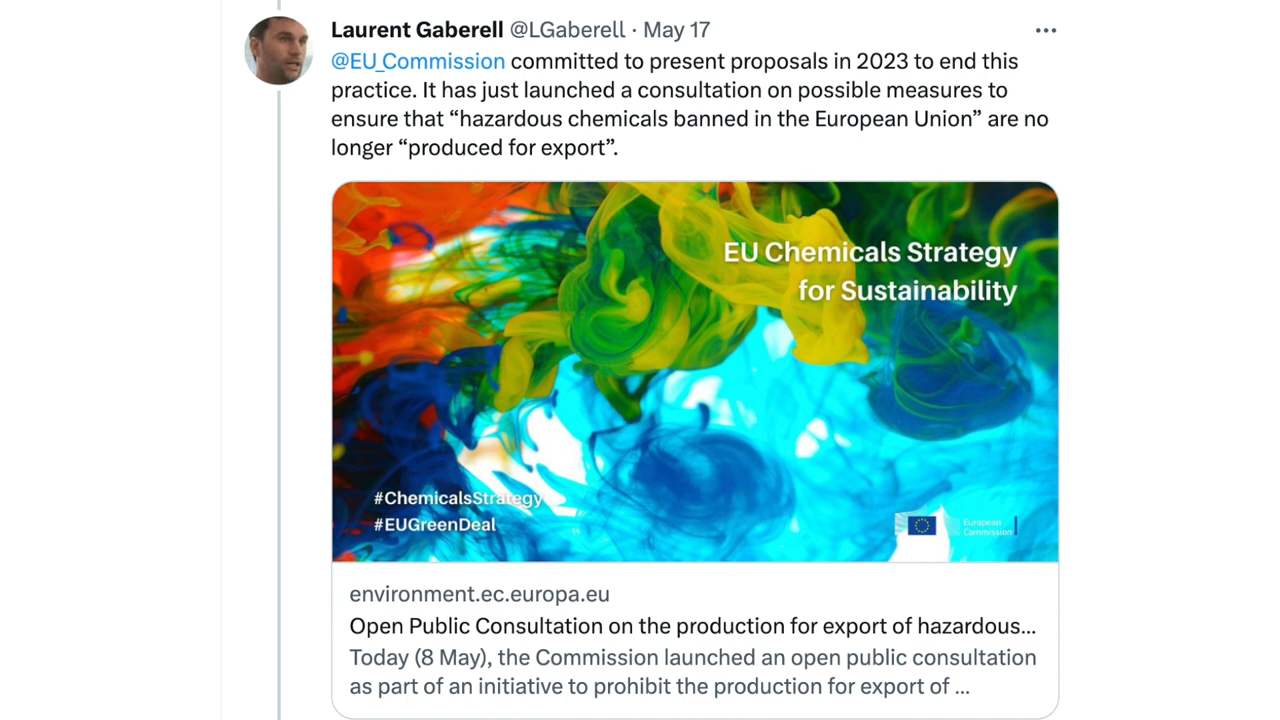 Laurent Gaberell @LGaberell · May 17 ...
@EU_Commission committed to present proposals in 2023 to end this
practice. It has just launched a consultation on possible measures to
ensure that “hazardous chemicals banned in the European Union” are no
longer “produced for export”.
EU Chemicals Strategy
for Sustainability
#ChemicalsStrategy
#EUGreenDeal
European
Commission
environment.ec.europa.eu
Open Public Consultation on the production for export of hazardous...
Today (8 May), the Commission launched an open public consultation
as part of an initiative to prohibit the production for export of ...